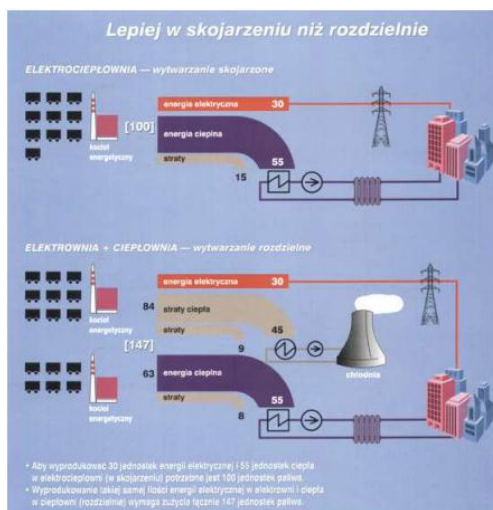 Lepiej w skojarzeniu niż rozdzielnie
ELEKTROCIEPŁOWNIA — wytwarzanie skojarzone
energia elektryczna 30
[100]
energia cieplna
kocioł
energetyczny
straty
15
55
ELEKTROWNIA + CIEPŁOWNIA — wytwarzanie rozdzielne
energia elektryczna 30
84
straty ciepła
kocioł
energetyczny
straty
9
45
[147]
chłodnia
63
energia cieplna
kocioł
energetyczny
straty
8
55
• Aby wyprodukować 30 jednostek energii elektrycznej i 55 jednostek ciepła
w elektrociepłowni (w skojarzeniu) potrzebne jest 100 jednostek paliwa.
• Wyprodukowanie takiej samej ilości energii elektrycznej w elektrowni i ciepła
w ciepłowni (rozdzielnie) wymaga zużycia łącznie 147 jednostek paliwa.